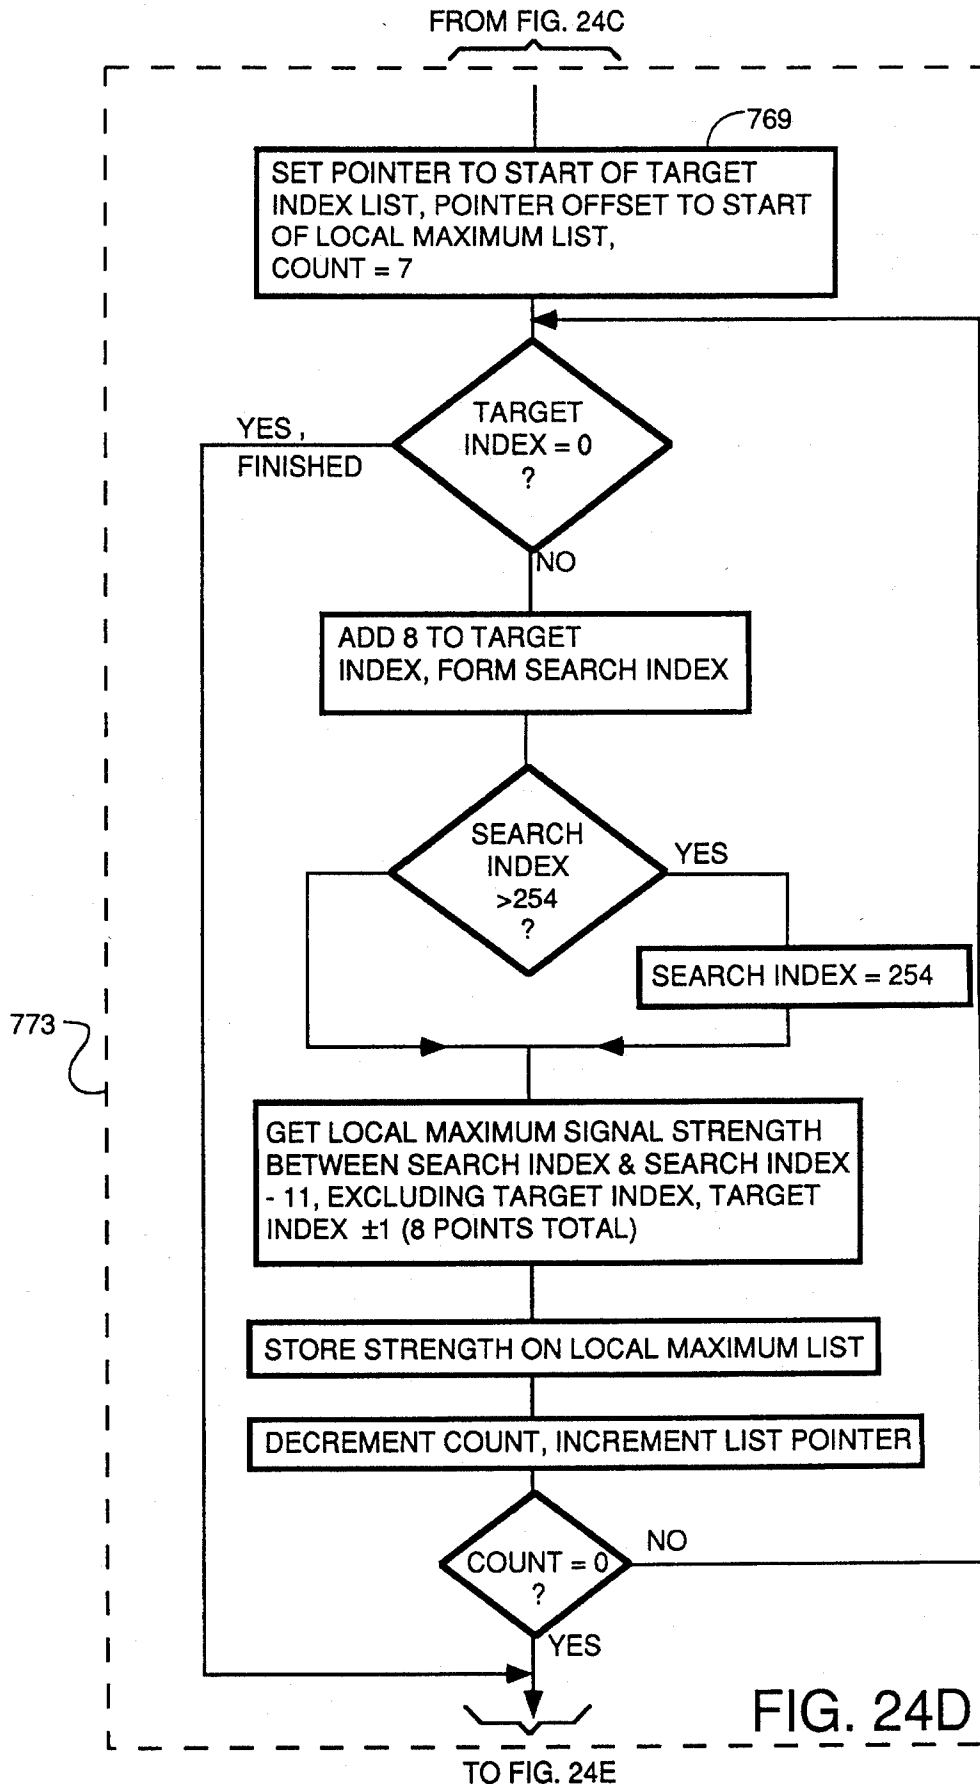 FROM FIG. 24C
769
SET POINTER TO START OF TARGET
INDEX LIST, POINTER OFFSET TO START
OF LOCAL MAXIMUM LIST,
COUNT = 7
TARGET
INDEX = 0
?
YES ,
FINISHED
NO
ADD 8 TO TARGET
INDEX, FORM SEARCH INDEX
SEARCH
INDEX
>254
?
YES
SEARCH INDEX = 254
773
GET LOCAL MAXIMUM SIGNAL STRENGTH
BETWEEN SEARCH INDEX & SEARCH INDEX
- 11, EXCLUDING TARGET INDEX, TARGET
INDEX ±1 (8 POINTS TOTAL)
STORE STRENGTH ON LOCAL MAXIMUM LIST
DECREMENT COUNT, INCREMENT LIST POINTER
COUNT = 0
?
NO
YES
FIG. 24D
TO FIG. 24E